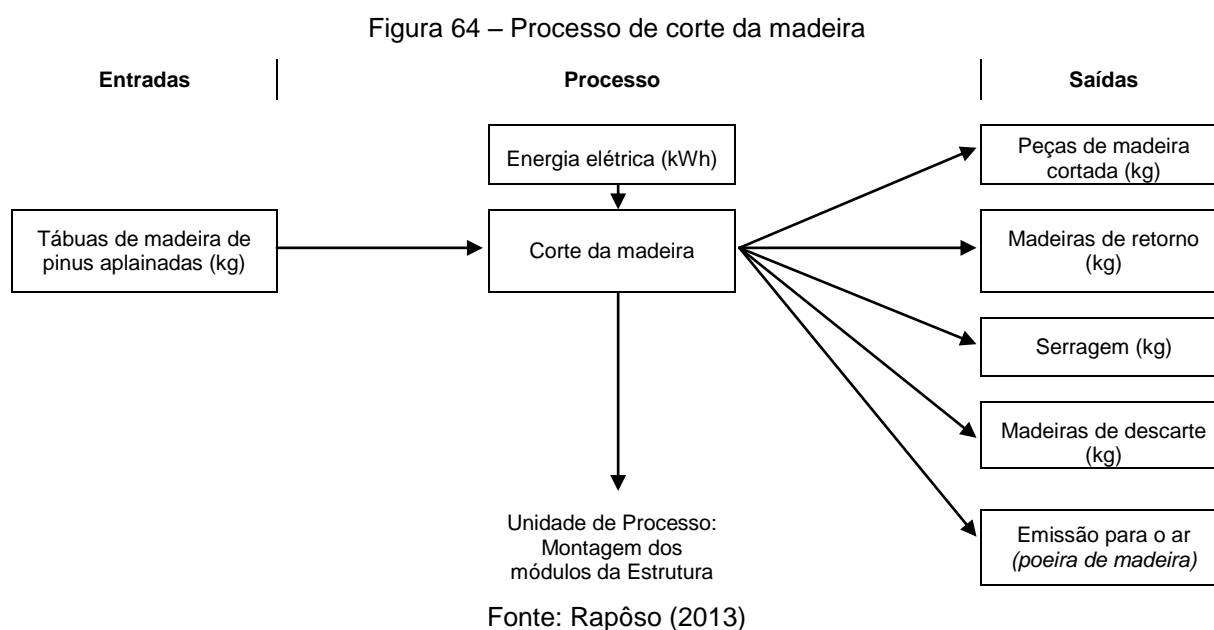 Figura 64 – Processo de corte da madeira
Entradas
Processo
Saídas
Energia elétrica (kWh)
Peças de madeira
cortada (kg)
Tábuas de madeira de
pinus aplainadas (kg)
Corte da madeira
Madeiras de retorno
(kg)
Serragem (kg)
Madeiras de descarte
(kg)
Unidade de Processo:
Montagem dos
módulos da Estrutura
Emissão para o ar
(poeira de madeira)
Fonte: Rapôso (2013)